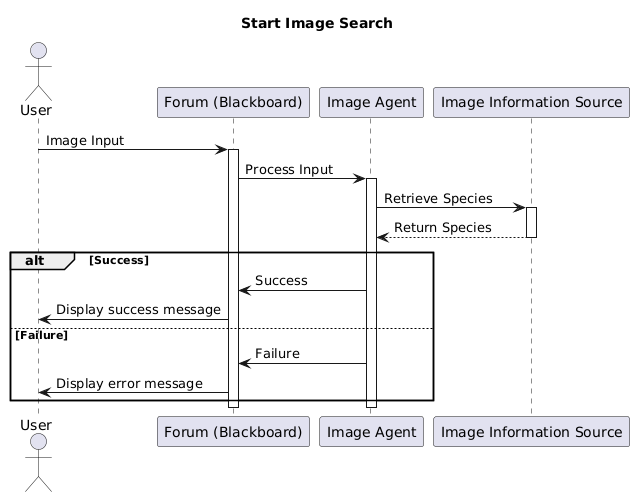 Start Image Search
User
Forum (Blackboard)
Image Agent
Image Information Source
Image Input
Process Input
Retrieve Species
Return Species
alt
[Success]
Success
Display success message
[Failure]
Failure
Display error message
User
Forum (Blackboard)
Image Agent
Image Information Source